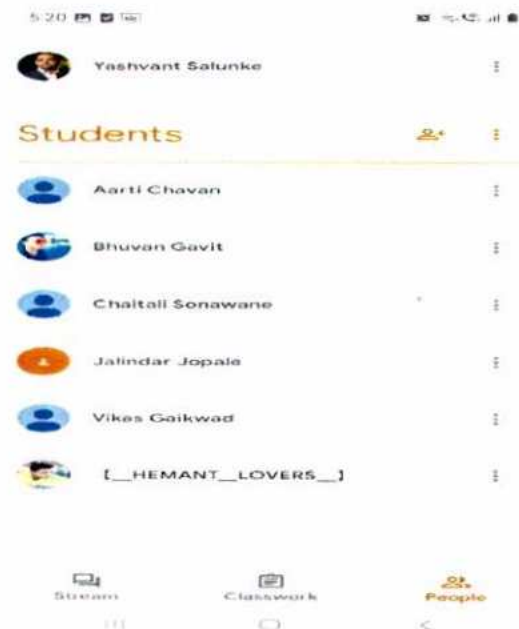 5:20
Yashvant Salunke
Students
Aarti Chavan
Bhuvan Gavit
Chaitali Sonawane
Jalindar Jopale
Vikas Gaikwad
[__HEMANT__LOVERS__]
Stream
Classwork
People